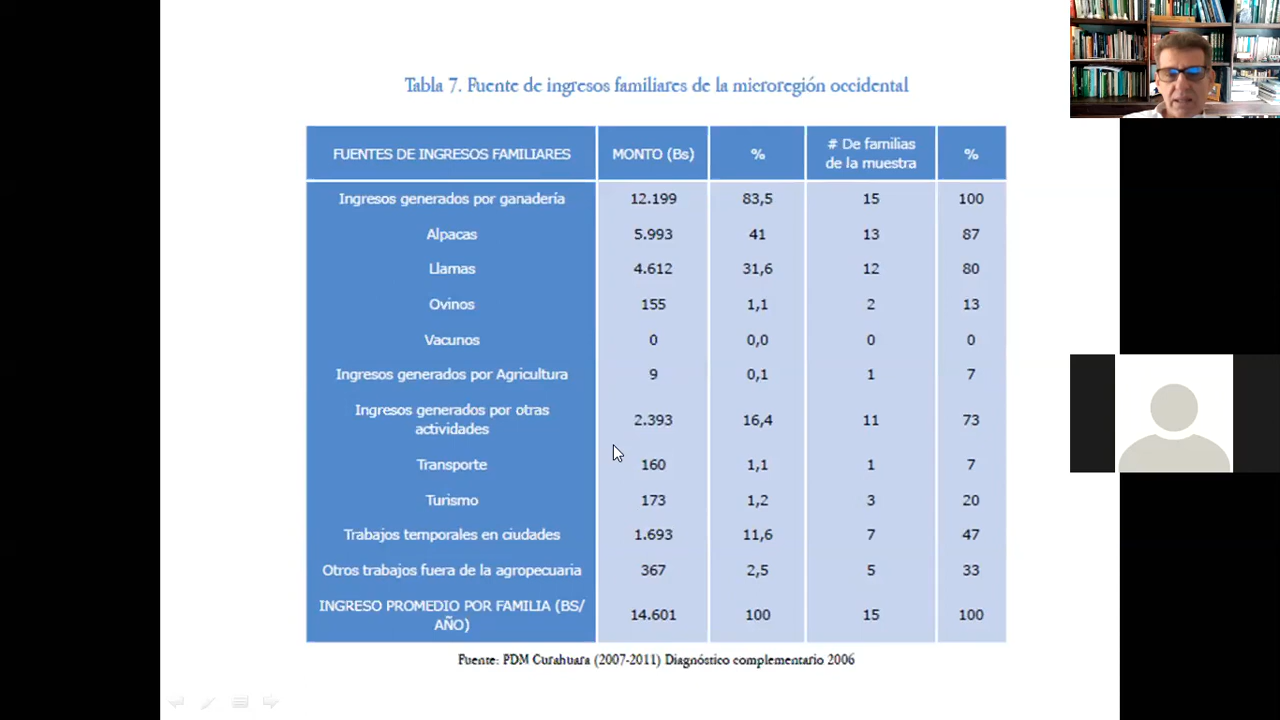 Tabla 7. Fuente de ingresos familiares de la microregión occidental
FUENTES DE INGRESOS FAMILIARES MONTO (Bs) % # De familias de la muestra %
Ingresos generados por ganadería 12.199 83,5 15 100
Alpacas 5.993 41 13 87
Llamas 4.612 31,6 12 80
Ovinos 155 1,1 2 13
Vacunos 0 0,0 0 0
Ingresos generados por Agricultura 9 0,1 1 7
Ingresos generados por otras actividades 2.393 16,4 11 73
Transporte 160 1,1 1 7
Turismo 173 1,2 3 20
Trabajos temporales en ciudades 1.693 11,6 7 47
Otros trabajos fuera de la agropecuaria 367 2,5 5 33
INGRESO PROMEDIO POR FAMILIA (BS/ AÑO) 14.601 100 15 100
Fuente: PDM Curahuara (2007-2011) Diagnóstico complementario 2006